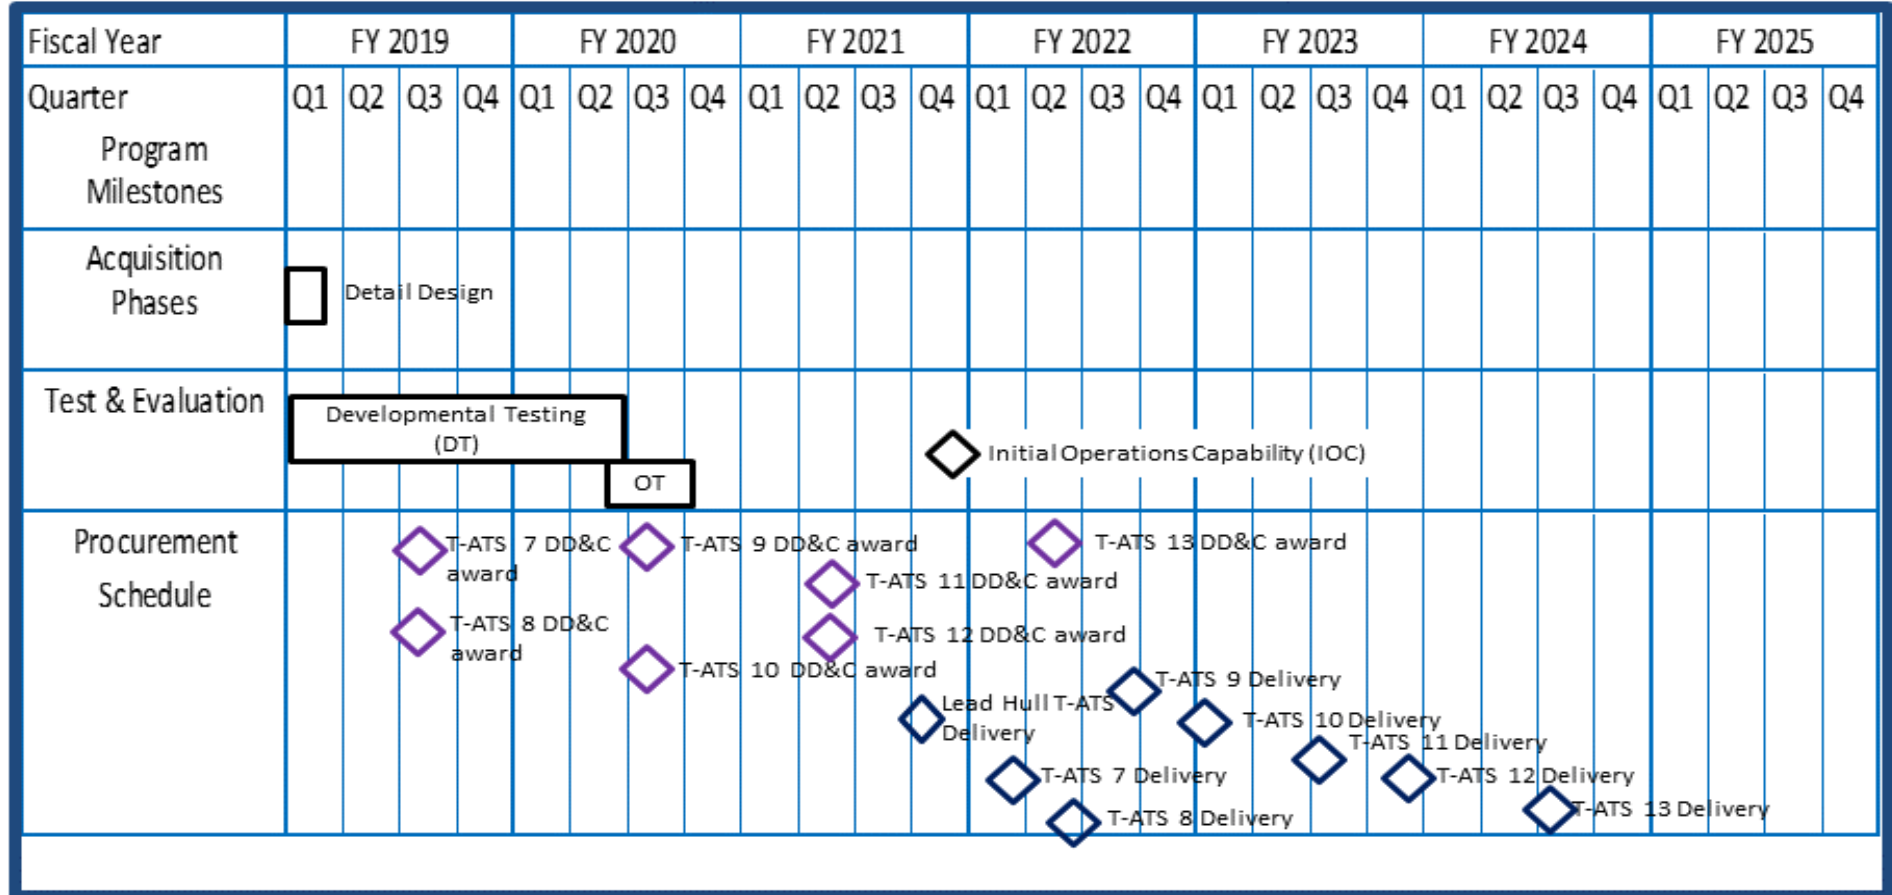 Fiscal Year FY 2019 FY 2020 FY 2021 FY 2022 FY 2023 FY 2024 FY 2025
Quarter Q1 Q2 Q3 Q4 Q1 Q2 Q3 Q4 Q1 Q2 Q3 Q4 Q1 Q2 Q3 Q4 Q1 Q2 Q3 Q4 Q1 Q2 Q3 Q4 Q1 Q2 Q3 Q4
Program
Milestones
Acquisition
Phases
Detail Design
Test & Evaluation
Developmental Testing
(DT)
OT
Initial Operations Capability (IOC)
Procurement
Schedule
T-ATS 7 DD&C
award
T-ATS 9 DD&C award
T-ATS 13 DD&C award
T-ATS 11 DD&C award
T-ATS 8 DD&C
award
T-ATS 12 DD&C award
T-ATS 10 DD&C award
T-ATS 9 Delivery
Lead Hull T-ATS
Delivery
T-ATS 10 Delivery
T-ATS 11 Delivery
T-ATS 7 Delivery
T-ATS 12 Delivery
T-ATS 8 Delivery
T-ATS 13 Delivery